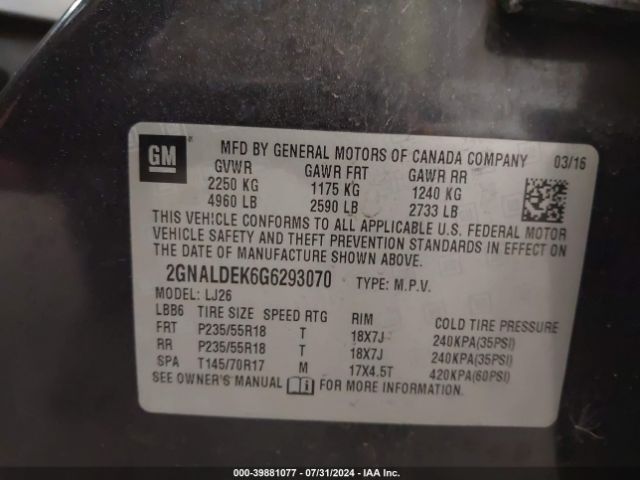 GM ® MFD BY GENERAL MOTORS OF CANADA COMPANY 03/16
GVWR GAWR FRT GAWR RR
2250 KG 1175 KG 1240 KG
4960 LB 2590 LB 2733 LB
THIS VEHICLE CONFORMS TO ALL APPLICABLE U.S. FEDERAL MOTOR
VEHICLE SAFETY AND THEFT PREVENTION STANDARDS IN EFFECT ON
THE DATE OF MANUFACTURE SHOWN ABOVE.
2GNALDEK6G6293070 TYPE: M.P.V.
MODEL: LJ26
LBB6 TIRE SIZE SPEED RTG RIM COLD TIRE PRESSURE
FRT P235/55R18 T 18X7J 240KPA(35PSI)
RR P235/55R18 T 18X7J 240KPA(35PSI)
SPA T145/70R17 M 17X4.5T 420KPA(60PSI)
SEE OWNER'S MANUAL FOR MORE INFORMATION.
000-39881077 - 07/31/2024 - IAA Inc.